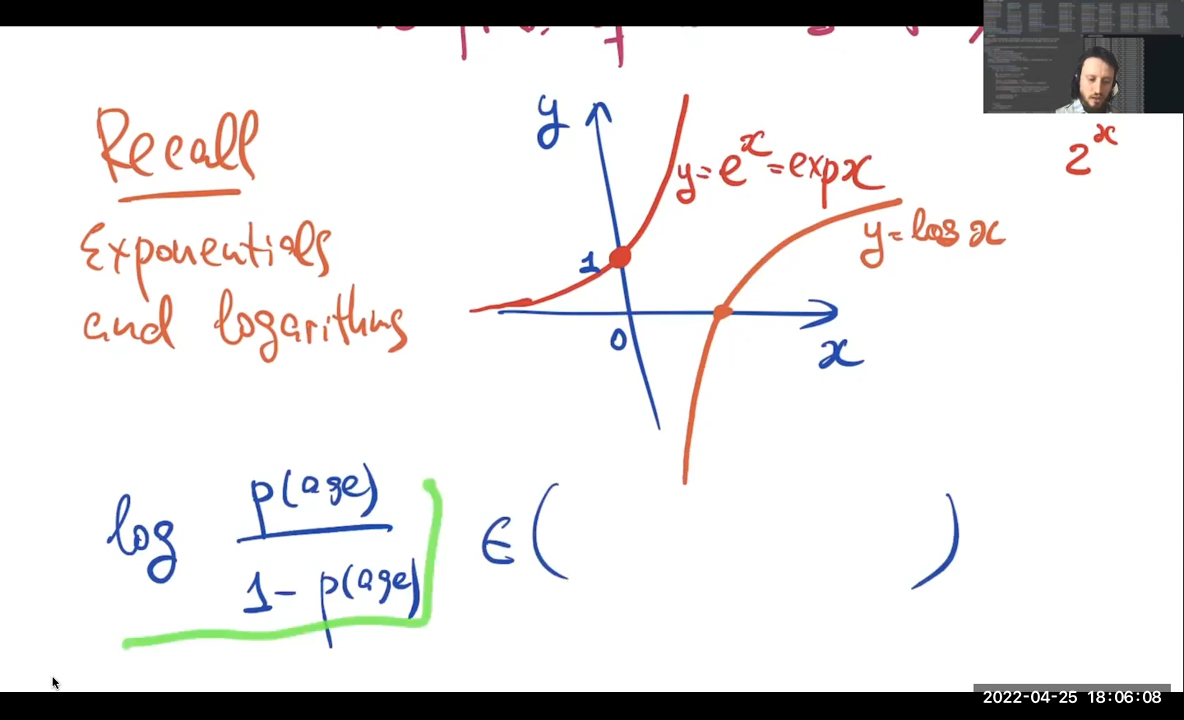 Recall
Exponentials
and logarithms
y
y=e^x=exp x
2^x
y=log x
1
0
x
log p(age)
1-p(age)
∈ ( )
2022-04-25 18:06:08